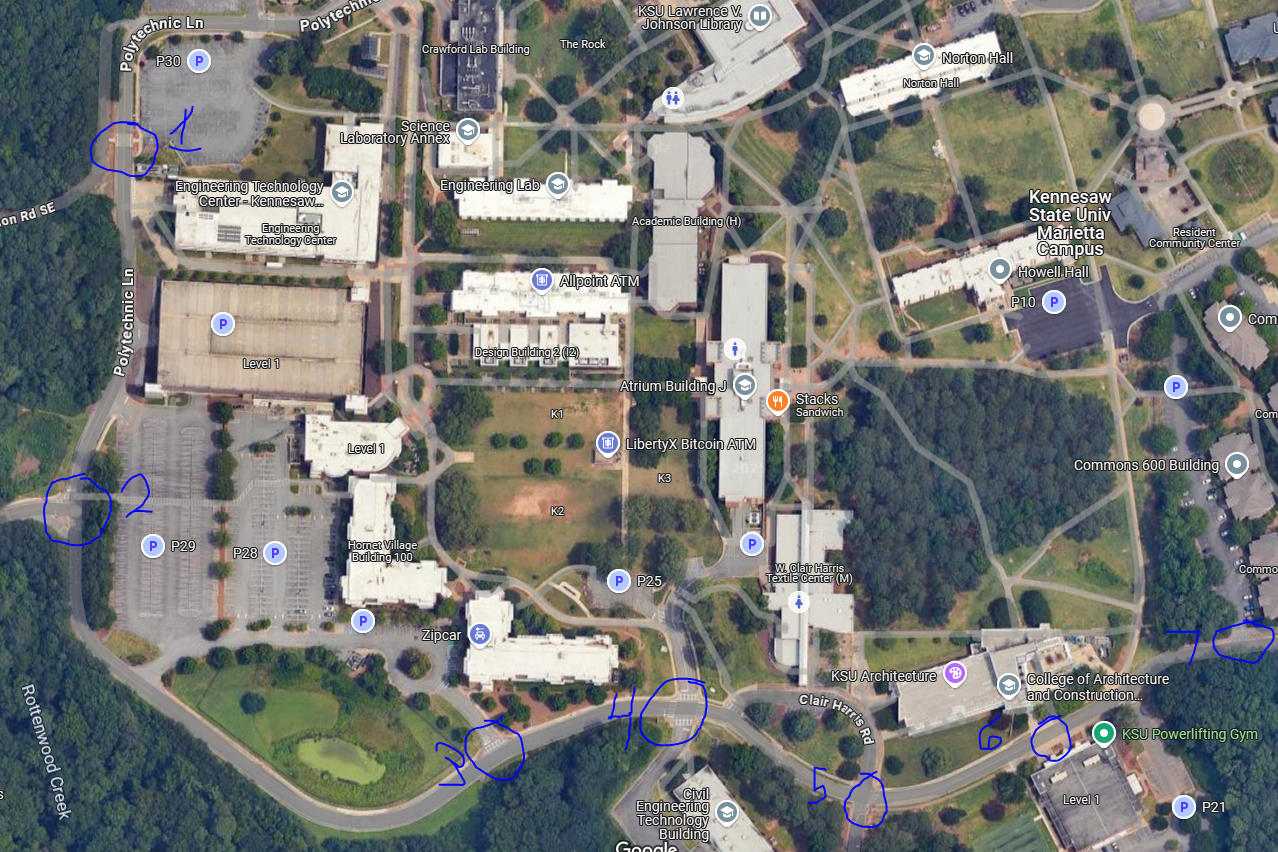 Polytechnic Ln
Polytechnic
KSU Lawrence V.
Johnson Library
Crawford Lab Building
The Rock
P30
P
Norton Hall
Norton Hall
1
Science
Laboratory Annex
Engineering Technology
Center - Kennesaw...
Engineering Lab
on Rd SE
Engineering
Technology Center
Academic Building (H)
Kennesaw
State Univ
Marietta
Campus
Resident
Community Center
Polytechnic Ln
Allpoint ATM
Howell Hall
P10
P
P
Com
Level 1
Design Building 2 (I2)
Atrium Building J
Stacks
Sandwich
P
K1
Com
Level 1
LibertyX Bitcoin ATM
K3
Commons 600 Building
2
K2
P
P29
P28
P
Hornet Village
Building 100
P
W. Clair Harris
Textile Center (M)
P
P25
Commo
P
Zipcar
7
KSU Architecture
College of Architecture
and Construction...
Rottenwood Creek
4
Clair Harris Rd
6
KSU Powerlifting Gym
3
5
Civil
Engineering
Technology
Building
Level 1
P
P21
Google